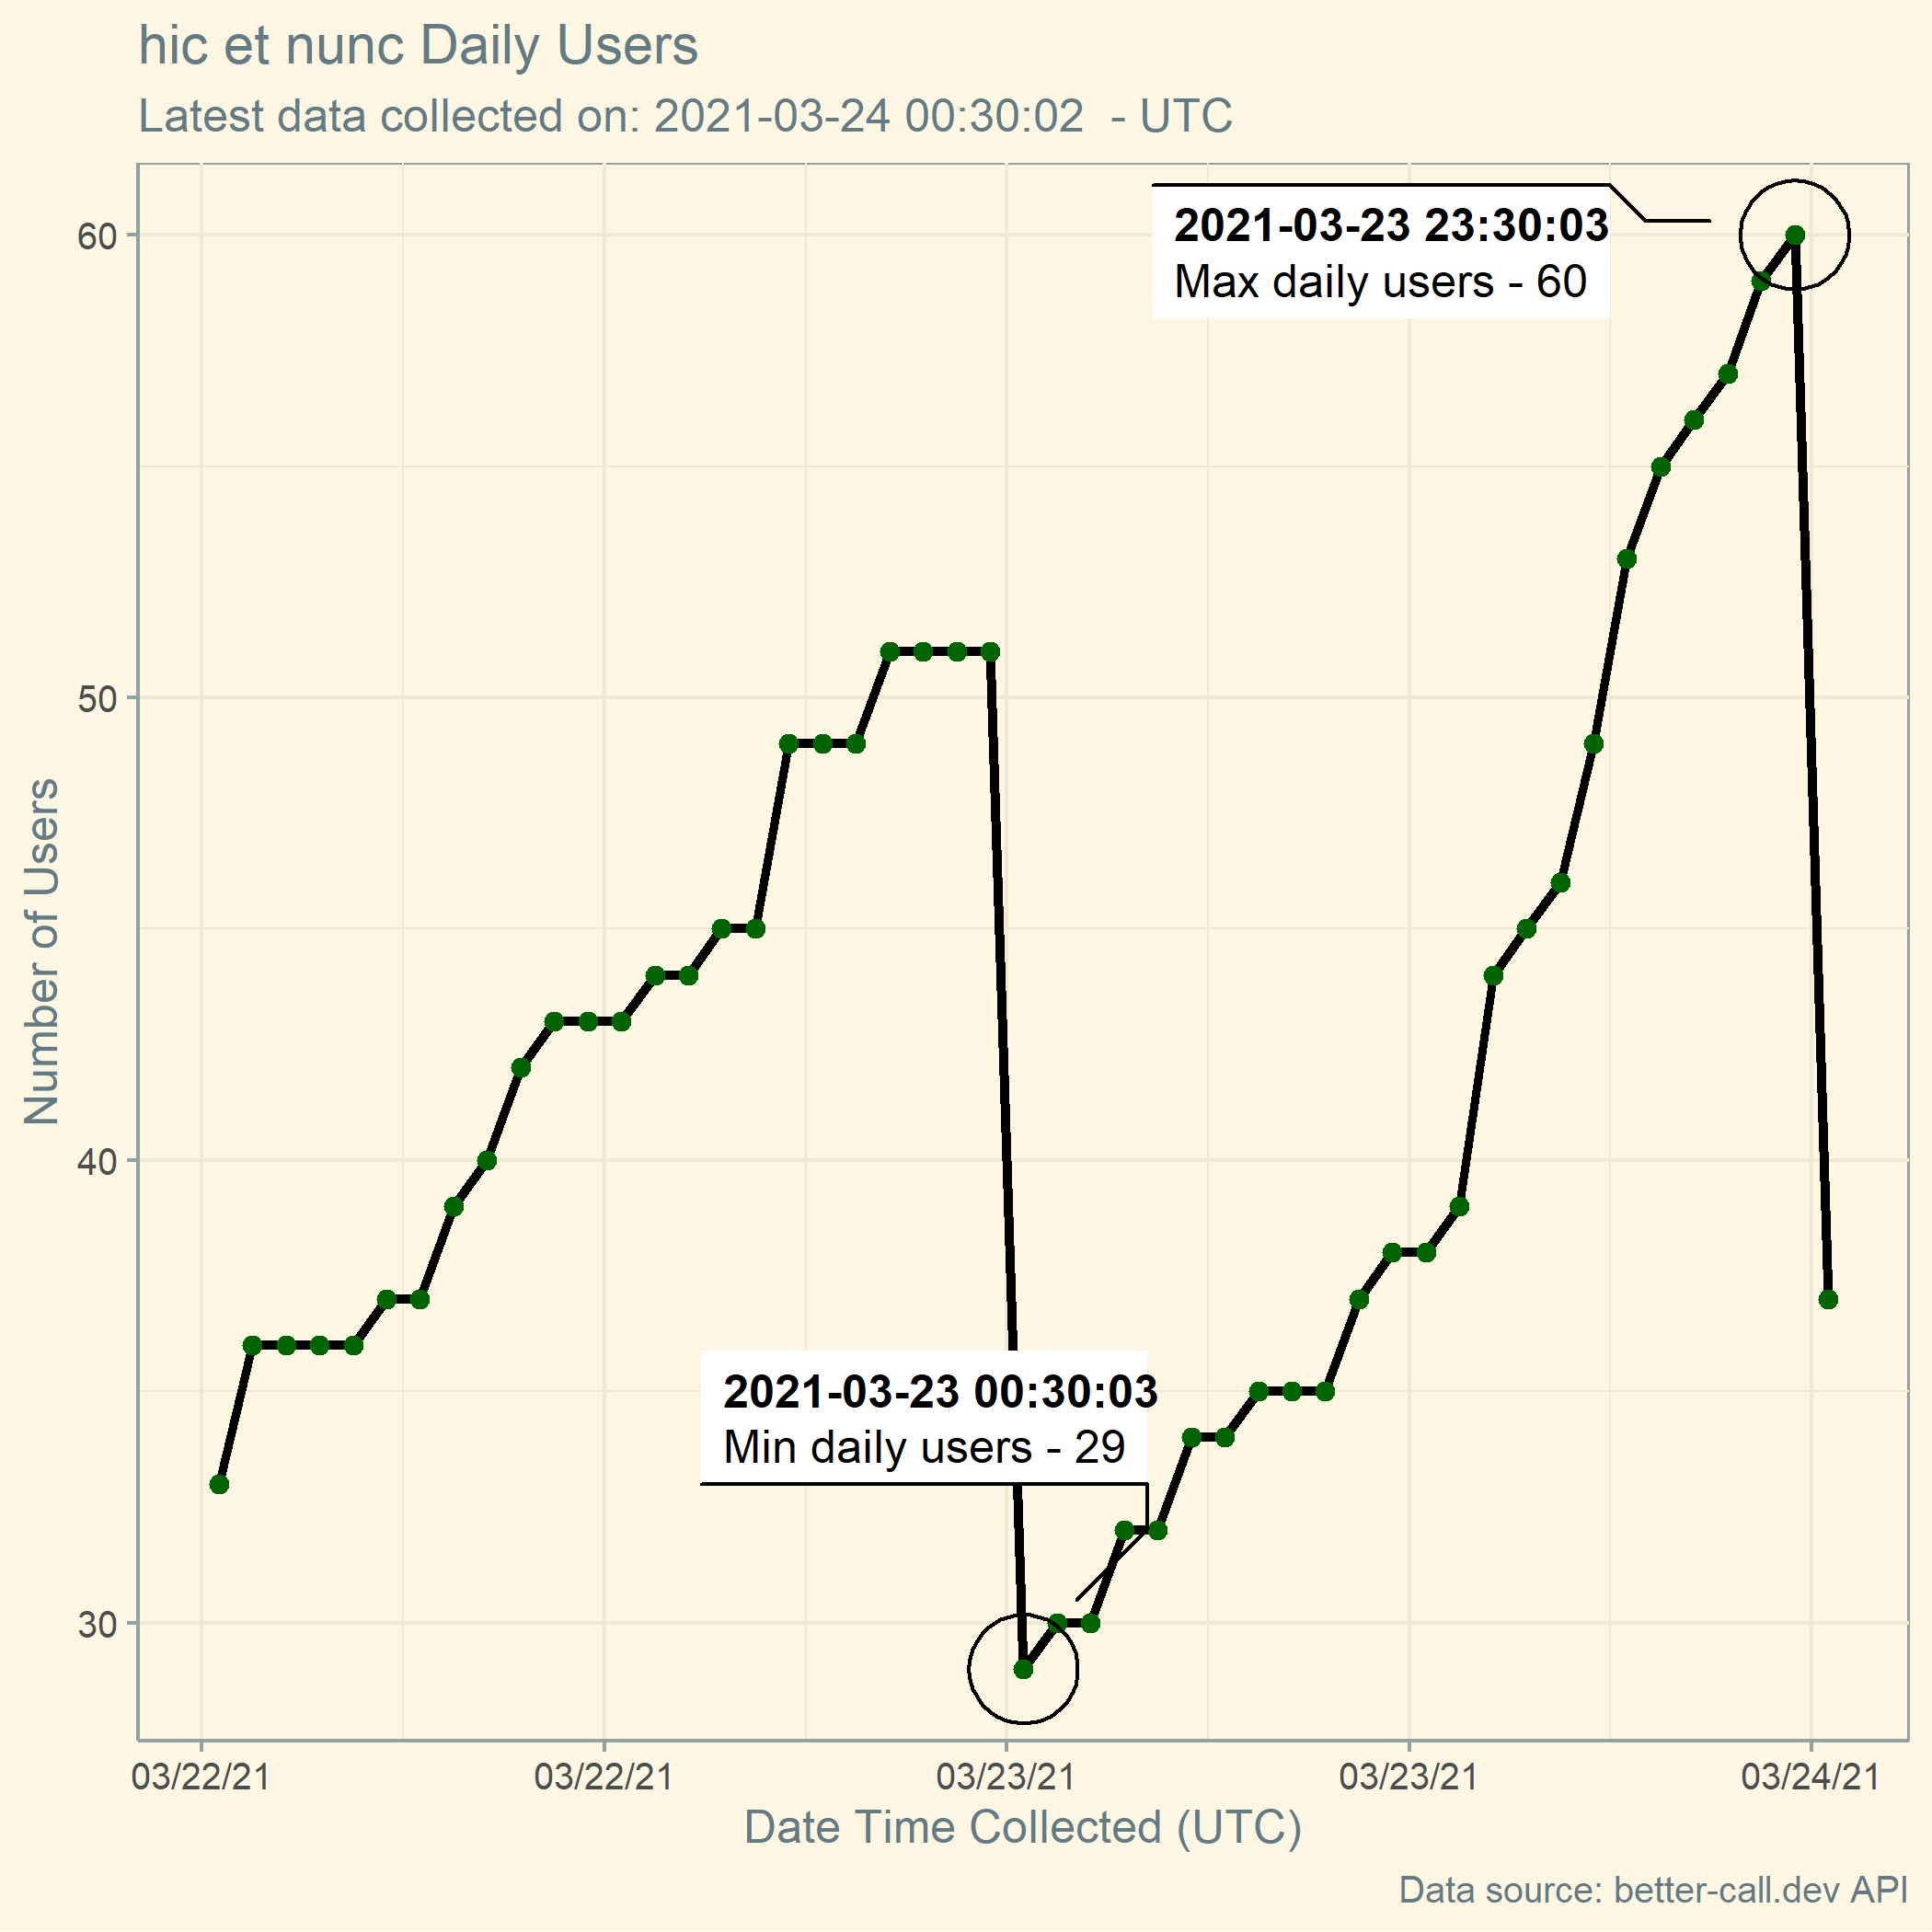 hic et nunc Daily Users
Latest data collected on: 2021-03-24 00:30:02  - UTC
60
50
40
30
Number of Users
2021-03-23 23:30:03
Max daily users - 60
2021-03-23 00:30:03
Min daily users - 29
03/22/21
03/22/21
03/23/21
03/23/21
03/24/21
Date Time Collected (UTC)
Data source: better-call.dev API